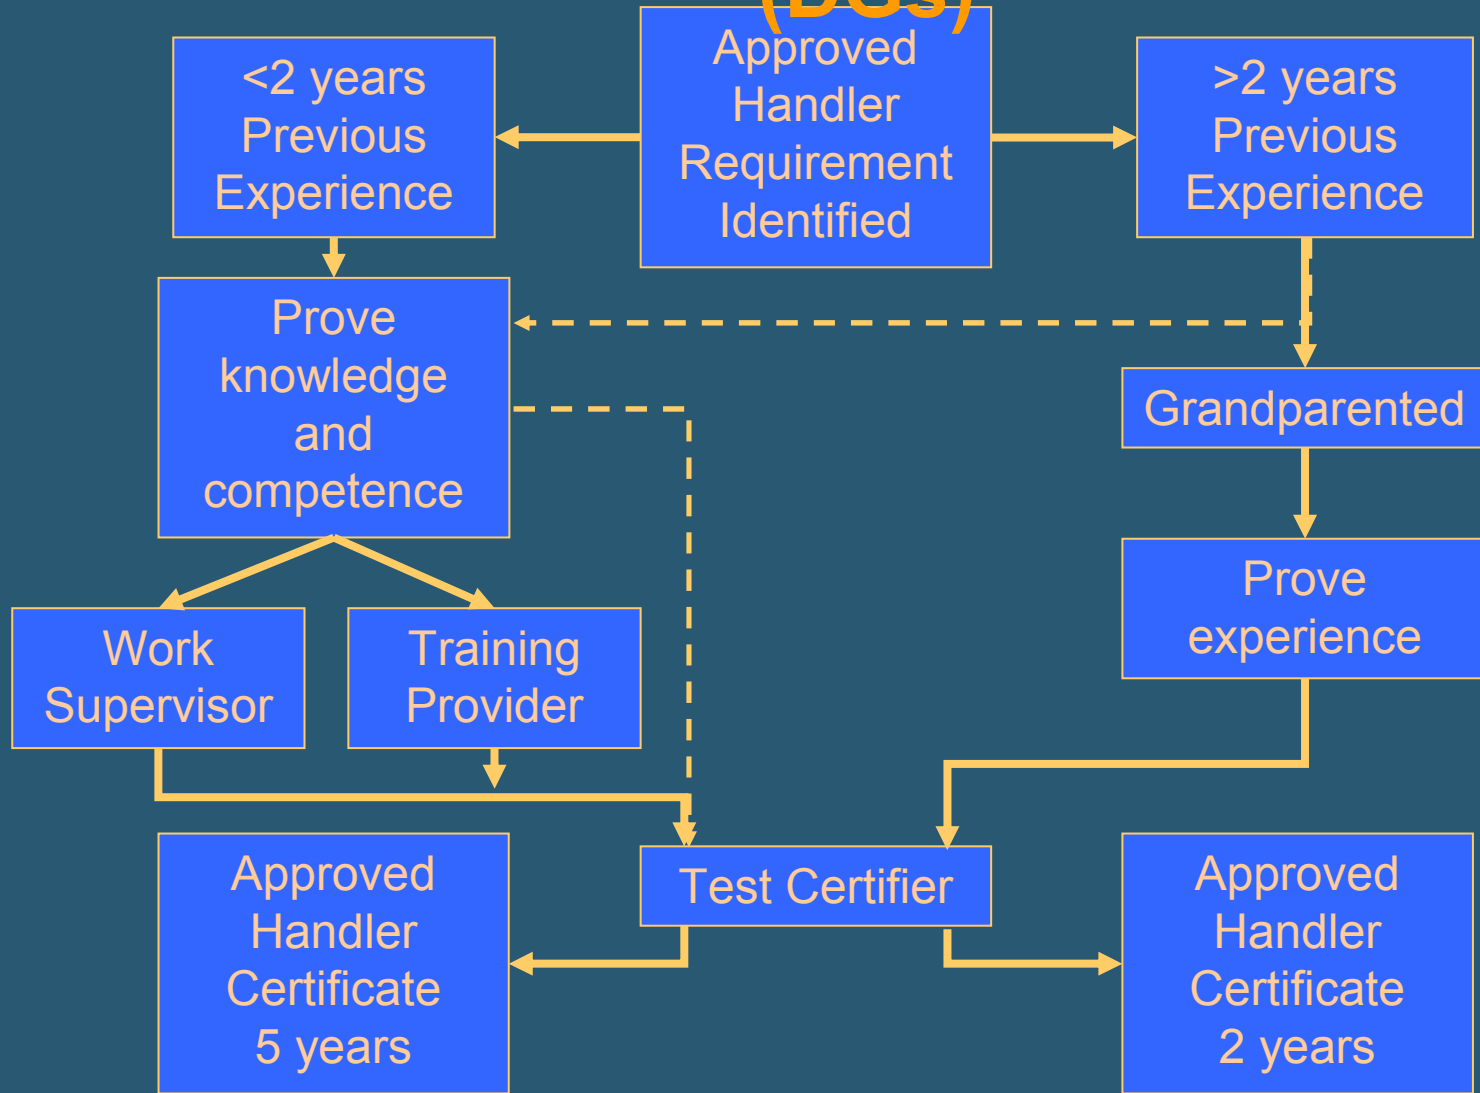 (DGs)
<2 years
Previous
Experience
Approved
Handler
Requirement
Identified
>2 years
Previous
Experience
Prove
knowledge
and
competence
Grandparented
Work
Supervisor
Training
Provider
Prove
experience
Approved
Handler
Certificate
5 years
Test Certifier
Approved
Handler
Certificate
2 years